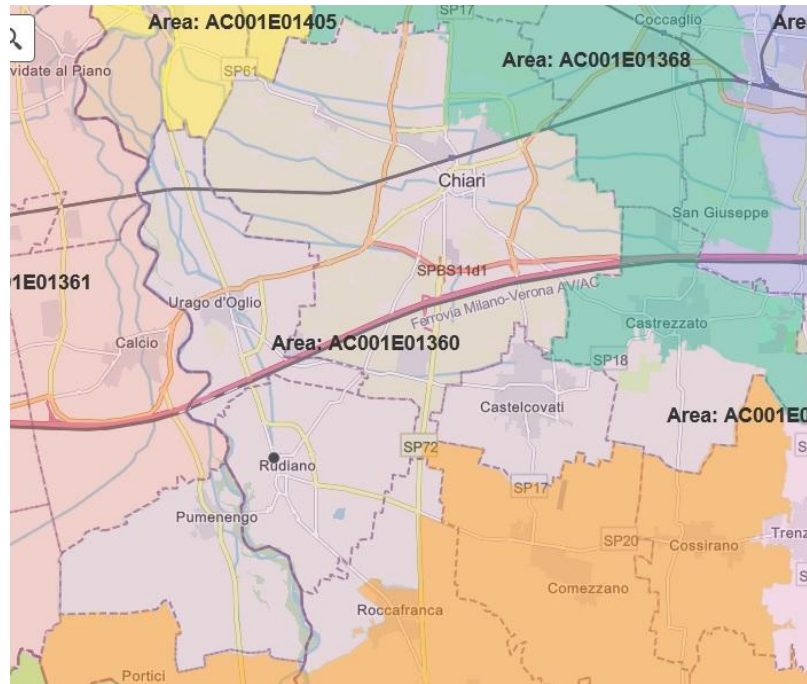 SP17
Area: AC001E01405
Coccaglio
Are
Area: AC001E01368
vidate al Piano
SP61
Chiari
San Giuseppe
SPBS11d1
1E01361
Ferrovia Milano-Verona AV/AC
Urago d'Oglio
Castrezzato
Calcio
Area: AC001E01360
SP18
Castelcovati
Area: AC001E0
SP72
Rudiano
SP17
Pumenengo
SP20
Cossirano
Trenz
Comezzano
Roccafranca
Portici